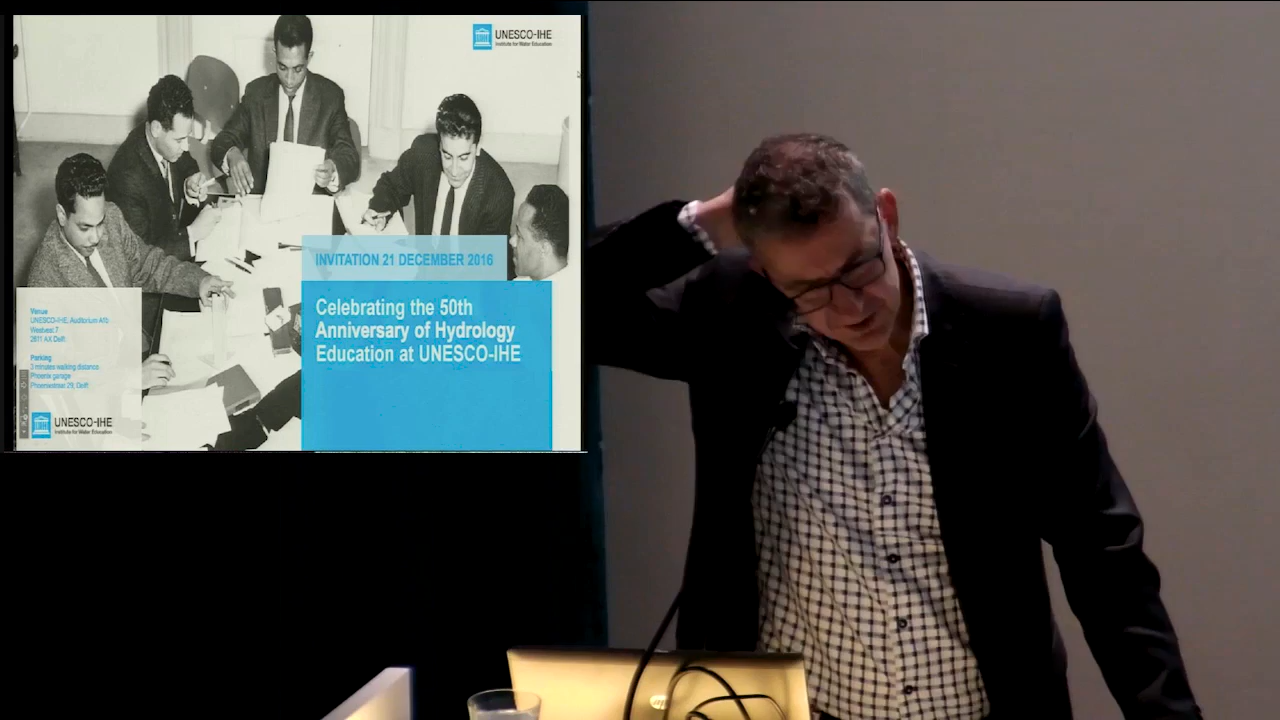 UNESCO-IHE
Institute for Water Education
INVITATION 21 DECEMBER 2016
Celebrating the 50th
Anniversary of Hydrology
Education at UNESCO-IHE
Venue
UNESCO-IHE, Auditorium A1b
Westvest 7
2611 AX Delft
Parking
3 minutes walking distance
Phoenix garage
Phoenixstraat 29, Delft
UNESCO-IHE
Institute for Water Education
hp